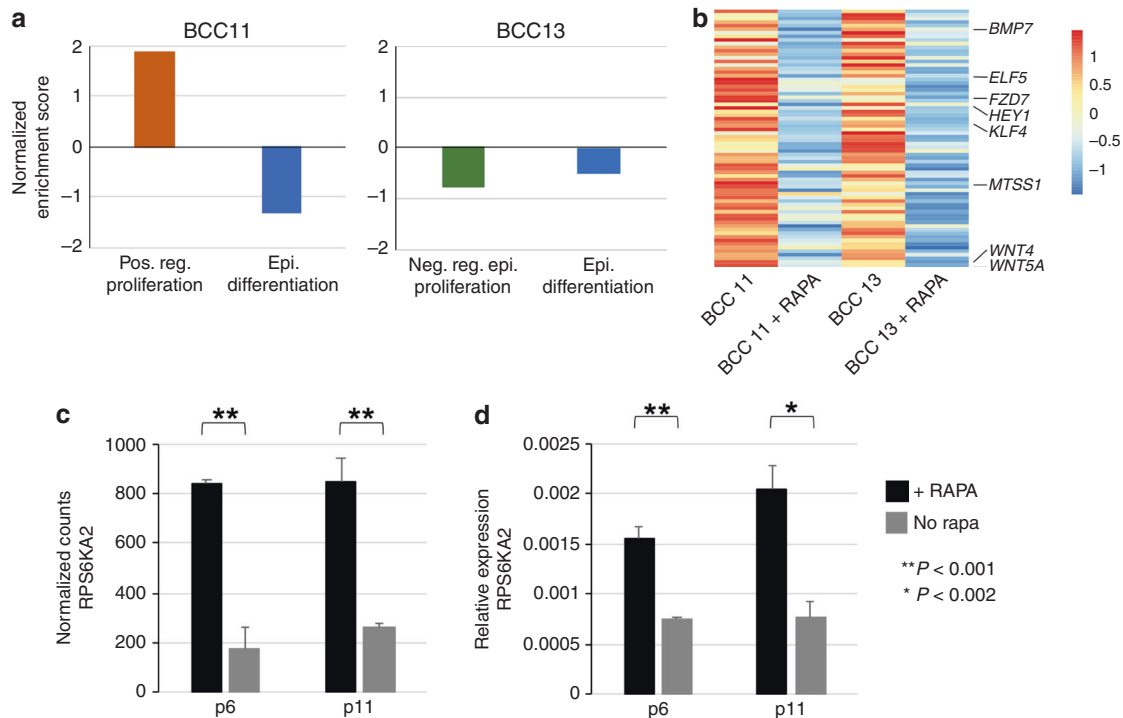 a
BCC11
BCC13
Normalized
enrichment score
2
1
0
−1
−2
Pos. reg.
proliferation
Epi.
differentiation
2
1
0
−1
−2
Neg. reg. epi.
proliferation
Epi.
differentiation
b
BMP7
ELF5
FZD7
HEY1
KLF4
MTSS1
WNT4
WNT5A
1
0.5
0
−0.5
−1
BCC 11
BCC 11 + RAPA
BCC 13
BCC 13 + RAPA
c
Normalized counts
RPS6KA2
1000
800
600
400
200
0
**
**
p6
p11
d
Relative expression
RPS6KA2
0.0025
0.002
0.0015
0.001
0.0005
0
**
*
p6
p11
+ RAPA
No rapa
**P < 0.001
* P < 0.002